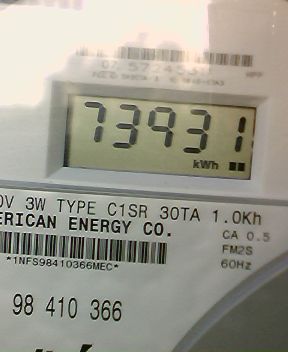 73931
kWh
0V 3W TYPE C1SR 30TA 1.0Kh
ERICAN ENERGY CO.
CA 0.5
FM2S
*1NFS98410366MEC*
60Hz
98 410 366